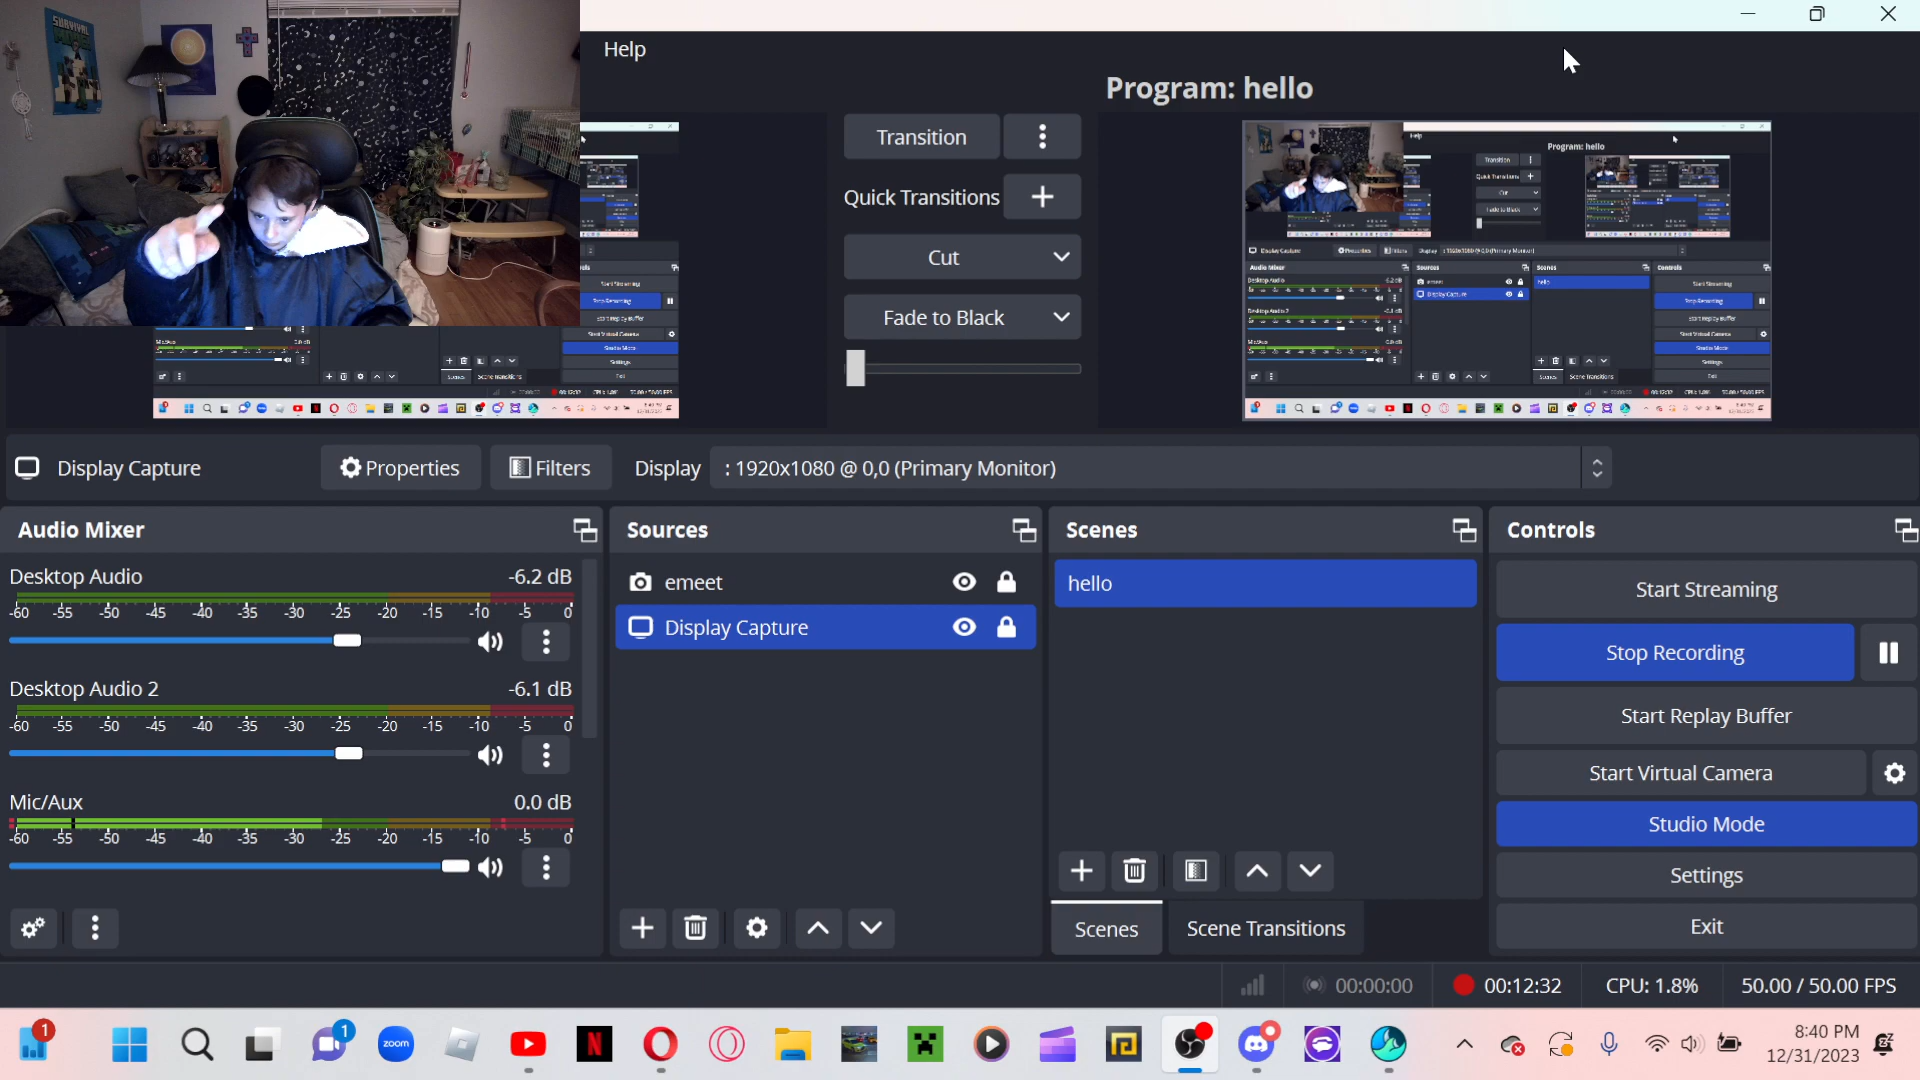 SURVIVAL
Help
Program: hello
Transition
Quick Transitions
Cut
Fade to Black
Display Capture
Properties
Filters
Display
: 1920x1080 @ 0,0 (Primary Monitor)
Audio Mixer
Desktop Audio
-6.2 dB
-60 -55 -50 -45 -40 -35 -30 -25 -20 -15 -10 -5 0
Desktop Audio 2
-6.1 dB
-60 -55 -50 -45 -40 -35 -30 -25 -20 -15 -10 -5 0
Mic/Aux
0.0 dB
-60 -55 -50 -45 -40 -35 -30 -25 -20 -15 -10 -5 0
Sources
emeet
Display Capture
Scenes
hello
Scenes
Scene Transitions
Controls
Start Streaming
Stop Recording
Start Replay Buffer
Start Virtual Camera
Studio Mode
Settings
Exit
00:00:00
00:12:32
CPU: 1.8%
50.00 / 50.00 FPS
1
1
zoom
N
8:40 PM
12/31/2023